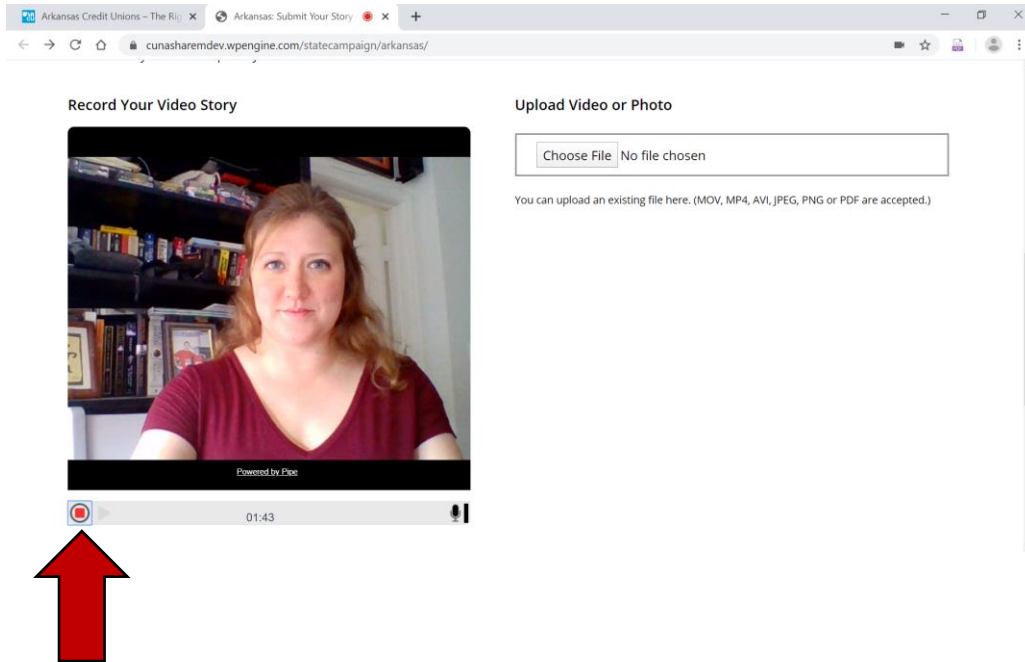 Arkansas Credit Unions – The Rig
Arkansas: Submit Your Story
cunasharemdev.wpengine.com/statecampaign/arkansas/
Record Your Video Story
Upload Video or Photo
Choose File No file chosen
You can upload an existing file here. (MOV, MP4, AVI, JPEG, PNG or PDF are accepted.)
Powered by Pipe
01:43